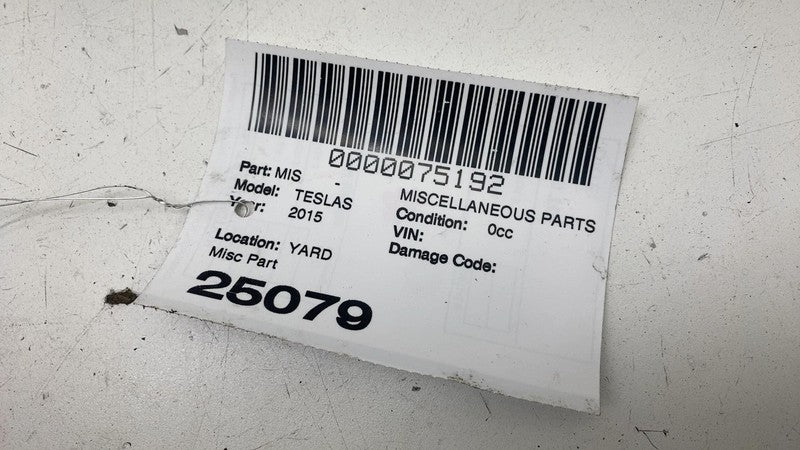 0000075192
Part: MIS - MISCELLANEOUS PARTS
Model: TESLAS Condition: 0cc
Year: 2015 VIN:
Damage Code:
Location: YARD
Misc Part
25079